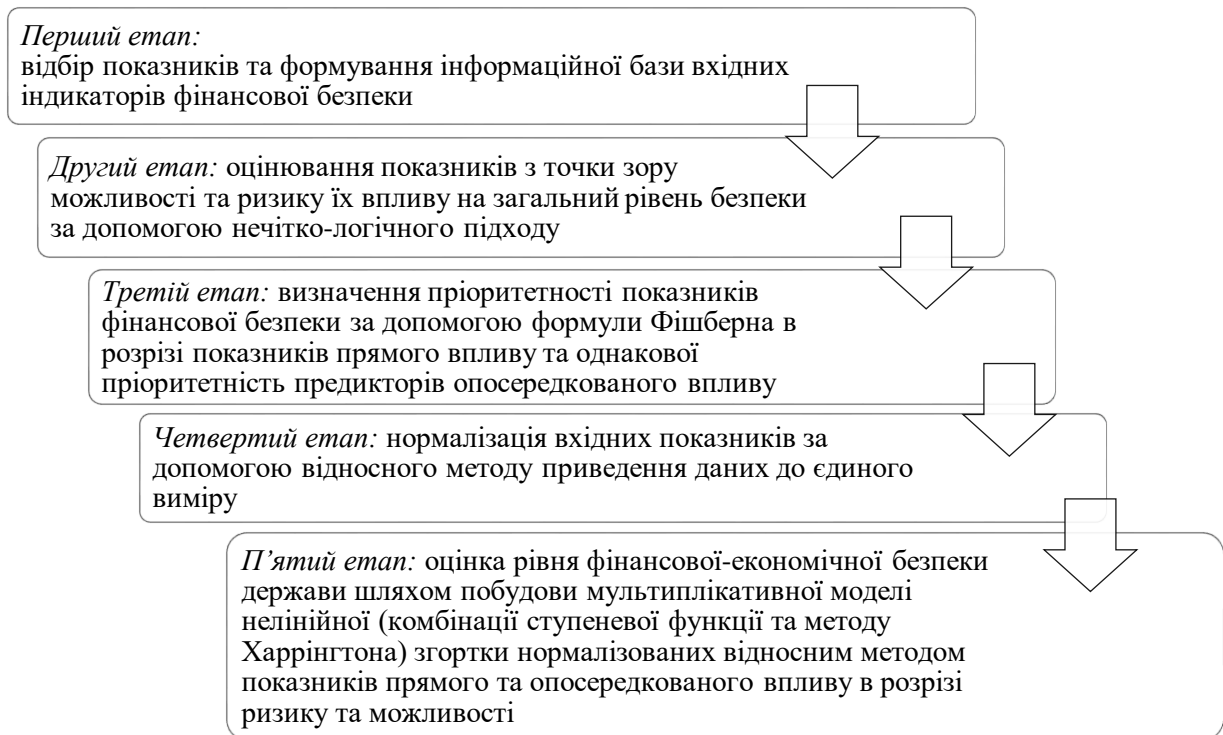 Перший етап:
відбір показників та формування інформаційної бази вхідних
індикаторів фінансової безпеки
Другий етап: оцінювання показників з точки зору
можливості та ризику їх впливу на загальний рівень безпеки
за допомогою нечітко-логічного підходу
Третій етап: визначення пріоритетності показників
фінансової безпеки за допомогою формули Фішберна в
розрізі показників прямого впливу та однакової
пріоритетність предикторів опосередкованого впливу
Четвертий етап: нормалізація вхідних показників за
допомогою відносного методу приведення даних до єдиного
виміру
П’ятий етап: оцінка рівня фінансової-економічної безпеки
держави шляхом побудови мультиплікативної моделі
нелінійної (комбінації ступеневої функції та методу
Харрінгтона) згортки нормалізованих відносним методом
показників прямого та опосередкованого впливу в розрізі
ризику та можливості